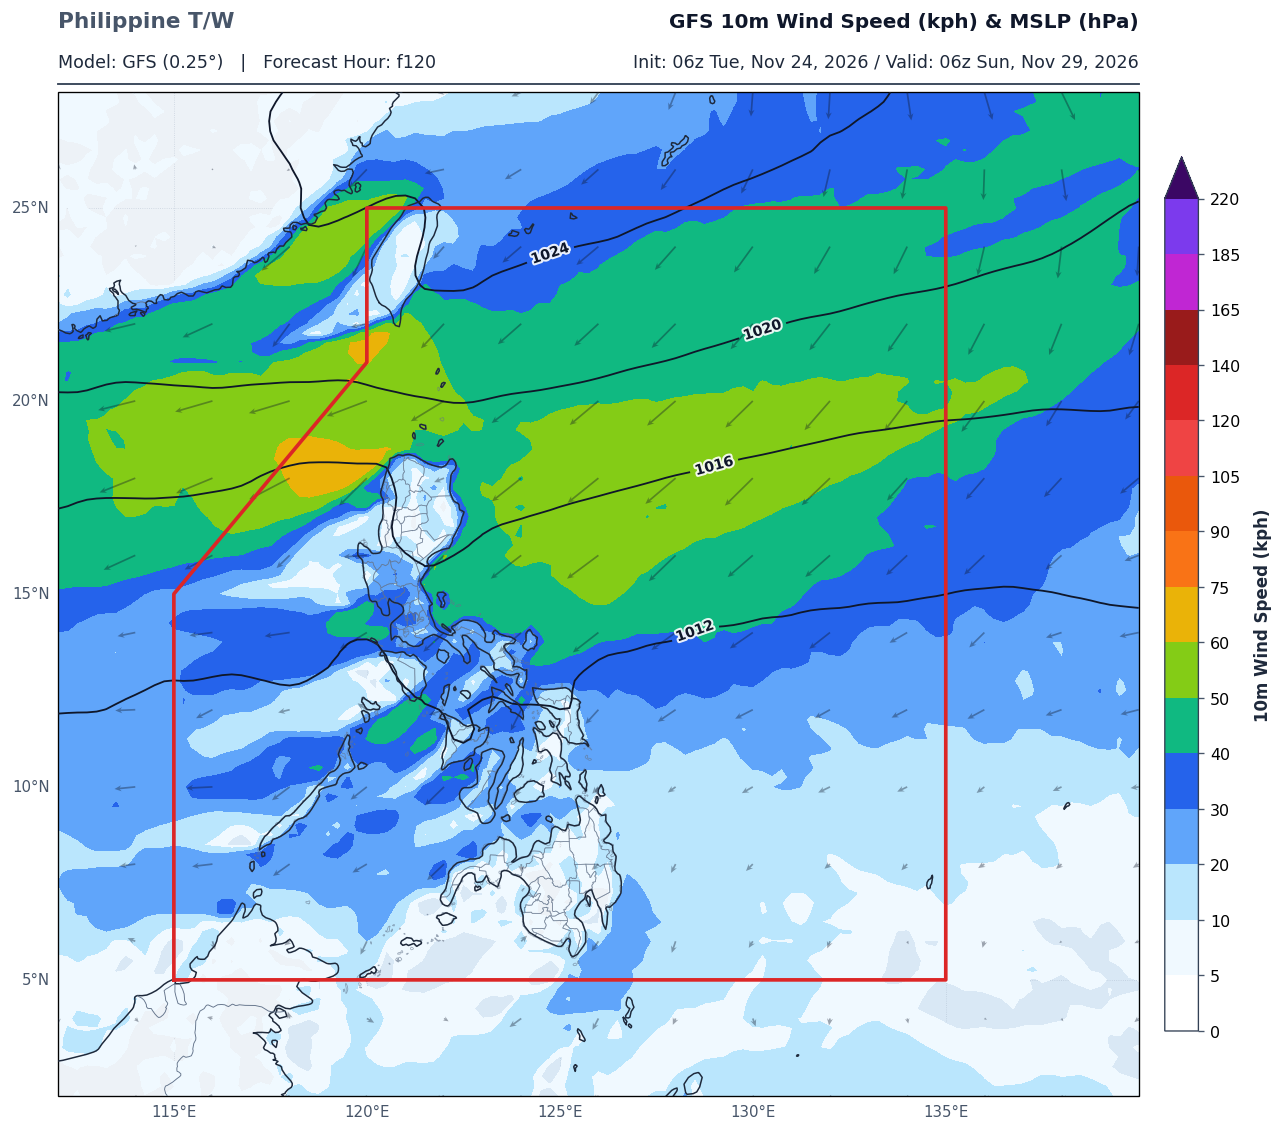 Philippine T/W
GFS 10m Wind Speed (kph) & MSLP (hPa)
Model: GFS (0.25°) | Forecast Hour: f120
Init: 06z Tue, Nov 24, 2026 / Valid: 06z Sun, Nov 29, 2026
25°N
20°N
15°N
10°N
5°N
115°E
120°E
125°E
130°E
135°E
1024
1020
1016
1012
220
185
165
140
120
105
90
75
60
50
40
30
20
10
5
0
10m Wind Speed (kph)